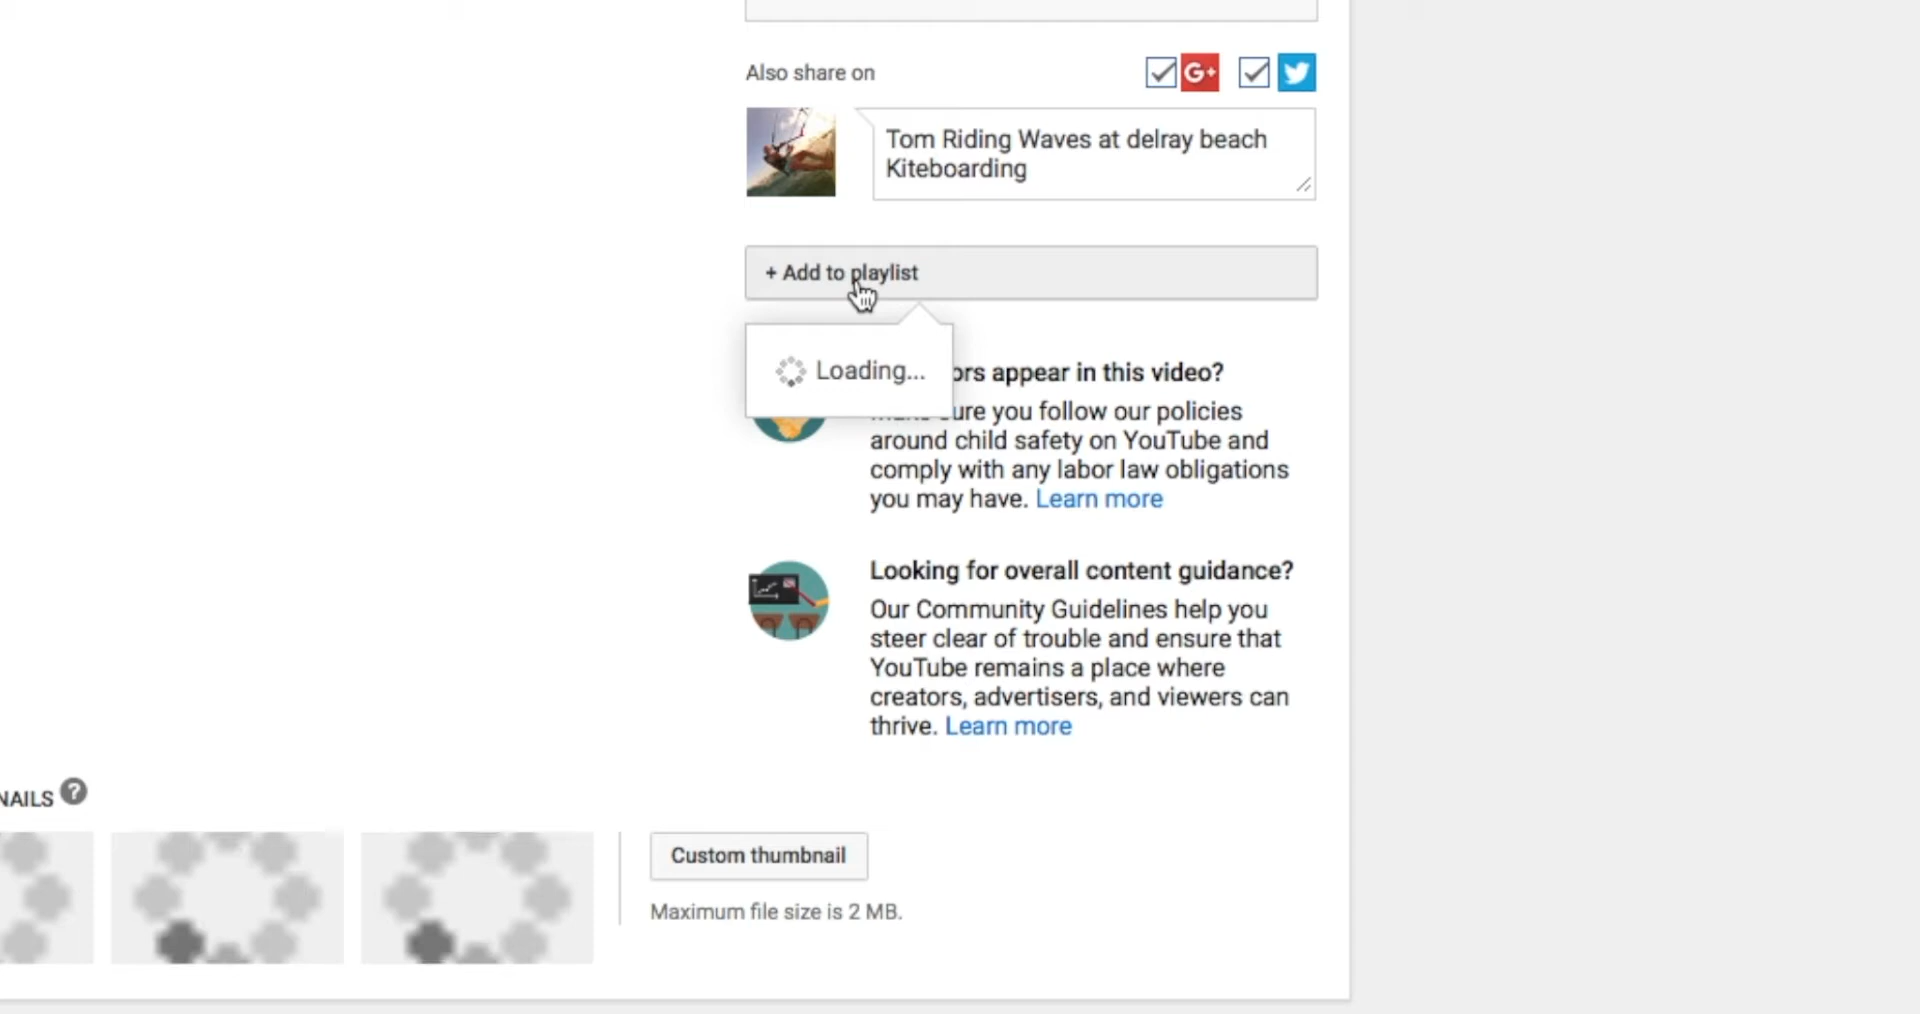 Also share on
G+
Tom Riding Waves at delray beach
Kiteboarding
+ Add to playlist
Loading...
ors appear in this video?
ure you follow our policies
around child safety on YouTube and
comply with any labor law obligations
you may have. Learn more
Looking for overall content guidance?
Our Community Guidelines help you
steer clear of trouble and ensure that
YouTube remains a place where
creators, advertisers, and viewers can
thrive. Learn more
NAILS ?
Custom thumbnail
Maximum file size is 2 MB.